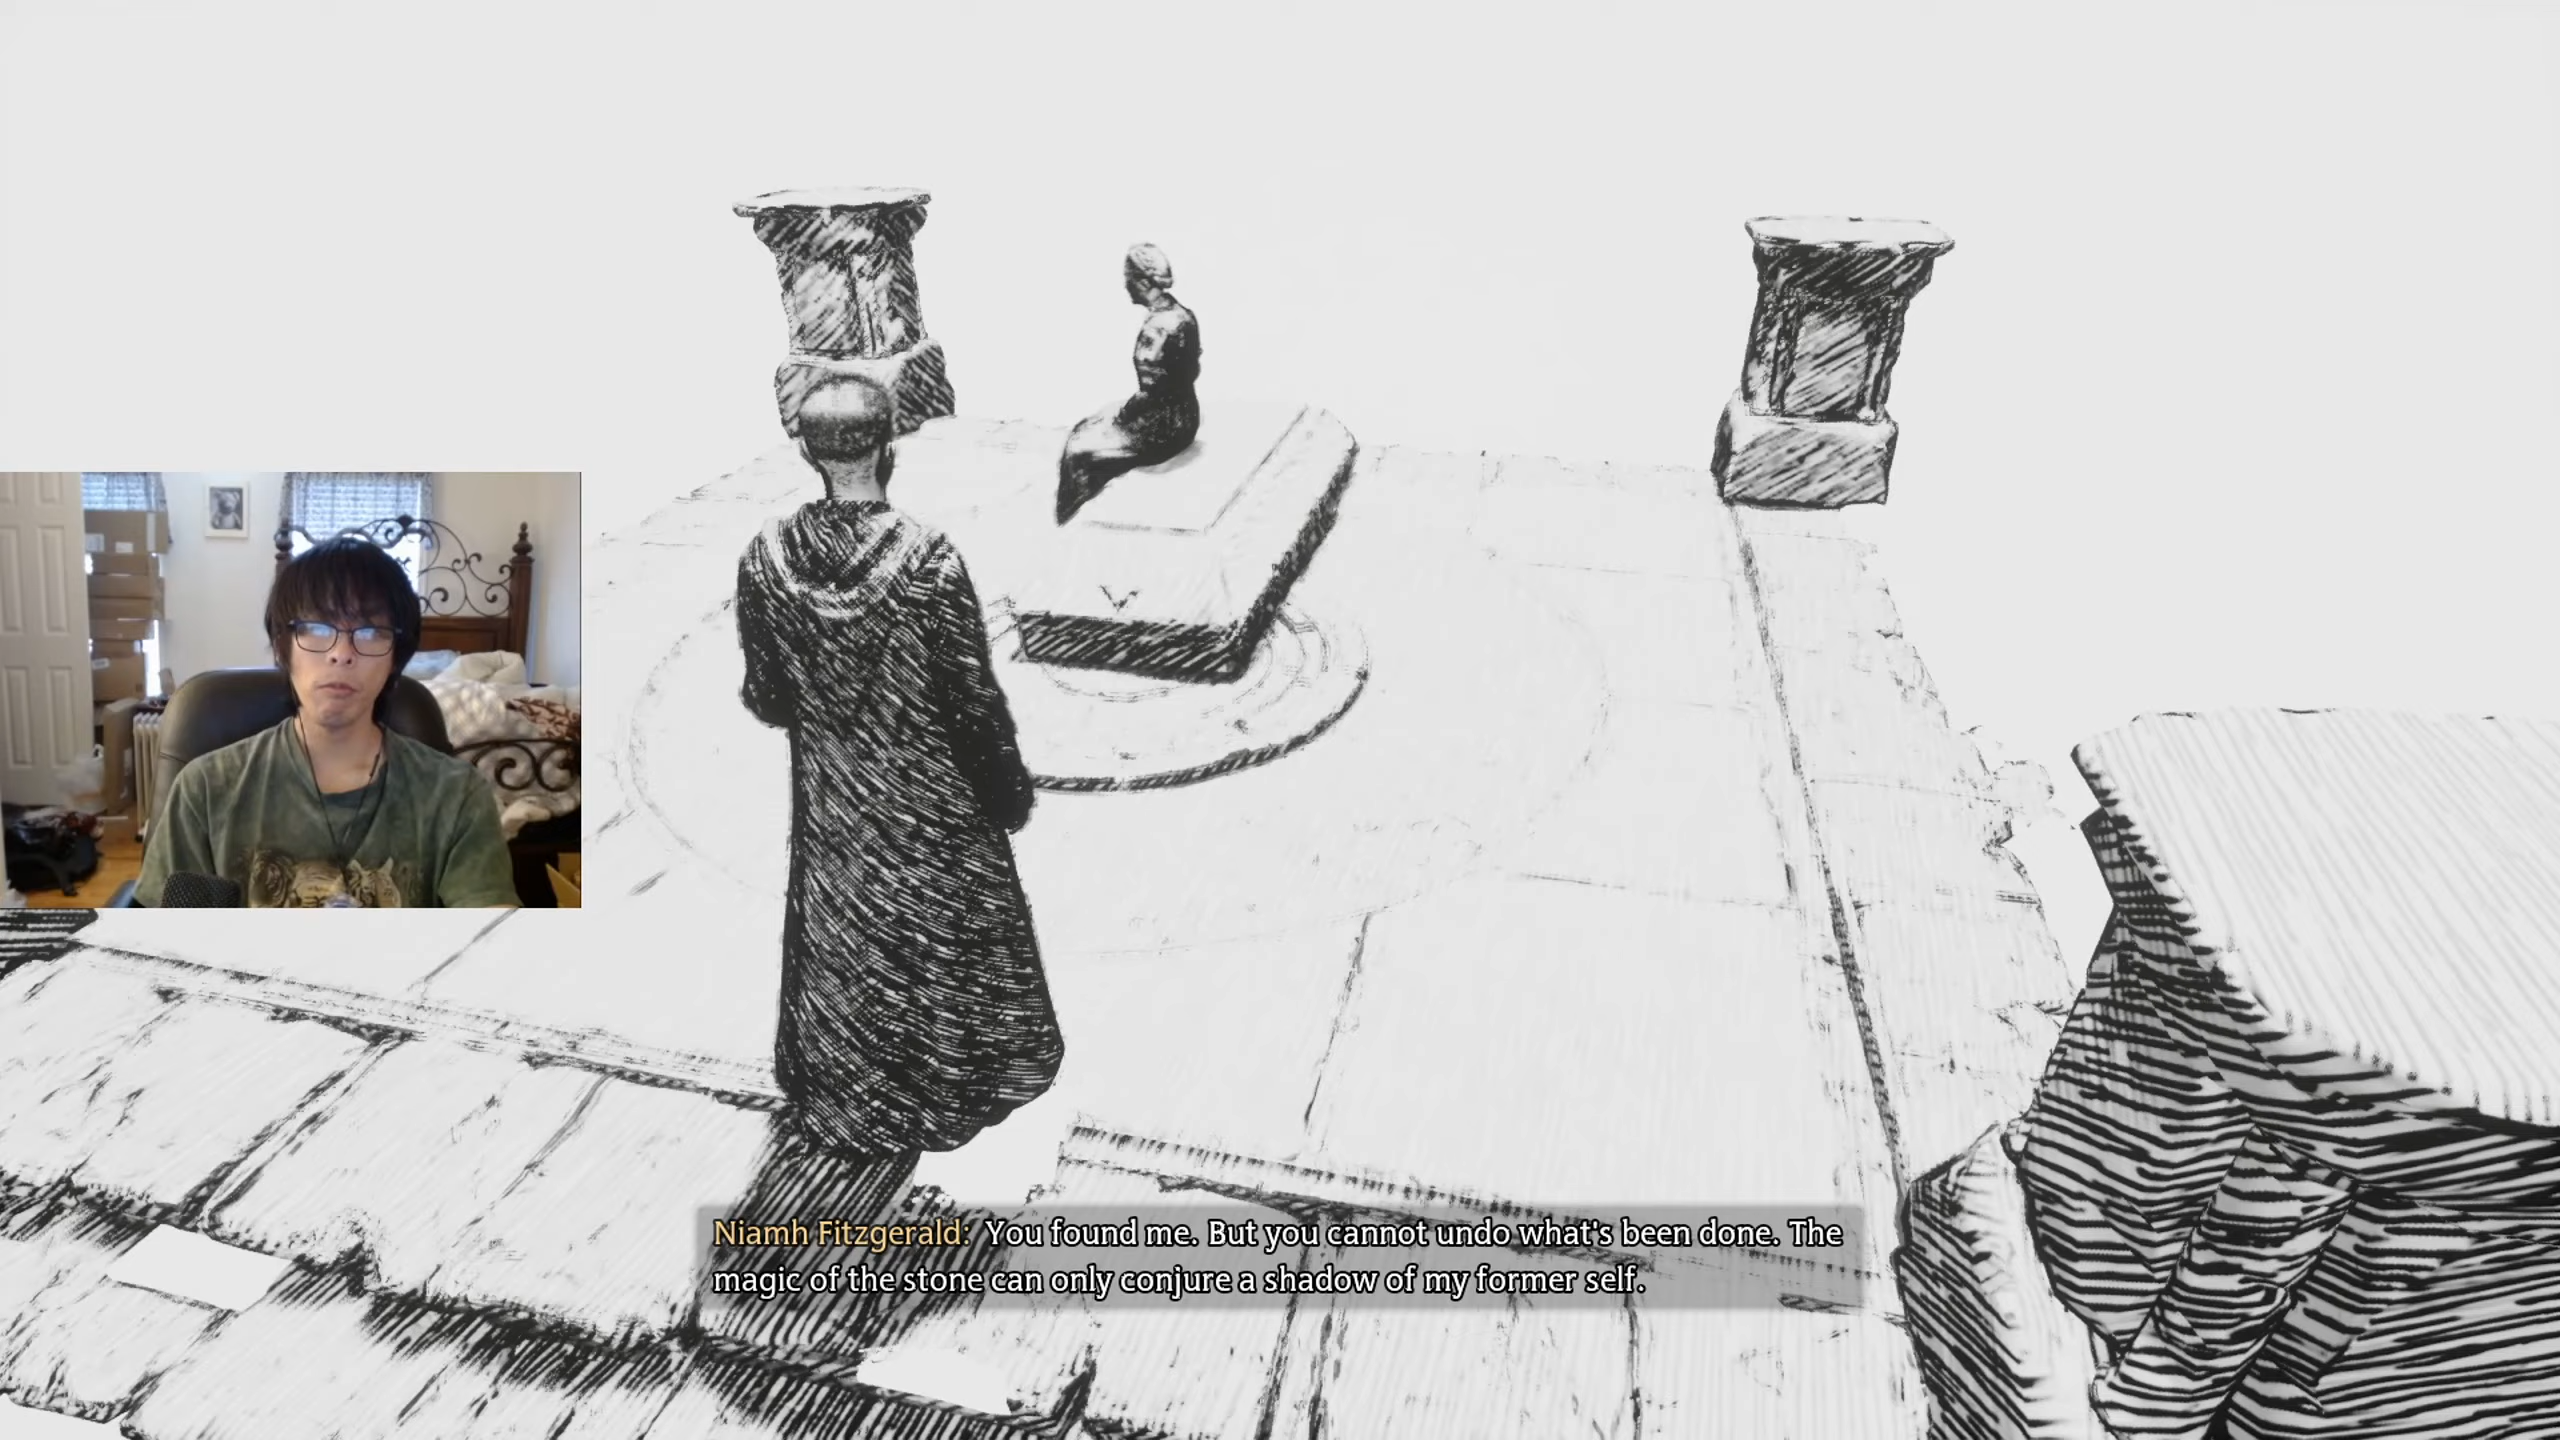 Niamh Fitzgerald: You found me. But you cannot undo what's been done. The
magic of the stone can only conjure a shadow of my former self.